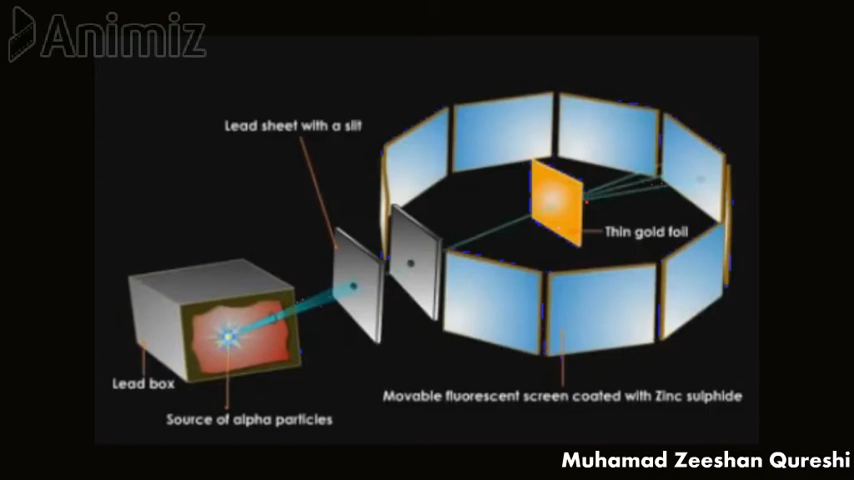 Animiz
Lead sheet with a slit
Thin gold foil
Lead box
Movable fluorescent screen coated with Zinc sulphide
Source of alpha particles
Muhamad Zeeshan Qureshi